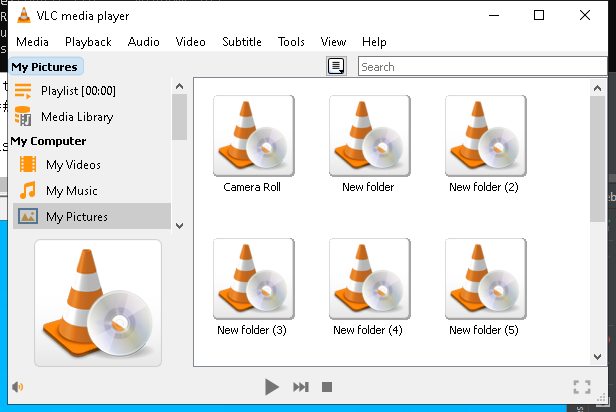 VLC media player
Media Playback Audio Video Subtitle Tools View Help
My Pictures
Search
Playlist [00:00]
Media Library
My Computer
My Videos
My Music
My Pictures
Camera Roll
New folder
New folder (2)
New folder (3)
New folder (4)
New folder (5)